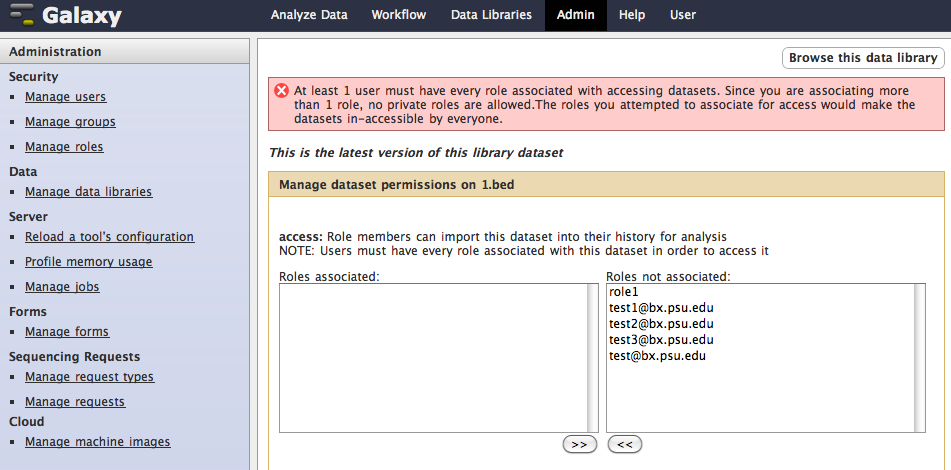 Galaxy
Analyze Data Workflow Data Libraries Admin Help User
Administration
Security
Manage users
Manage groups
Manage roles
Data
Manage data libraries
Server
Reload a tool's configuration
Profile memory usage
Manage jobs
Forms
Manage forms
Sequencing Requests
Manage request types
Manage requests
Cloud
Manage machine images
Browse this data library
At least 1 user must have every role associated with accessing datasets. Since you are associating more
than 1 role, no private roles are allowed.The roles you attempted to associate for access would make the
datasets in-accessible by everyone.
This is the latest version of this library dataset
Manage dataset permissions on 1.bed
access: Role members can import this dataset into their history for analysis
NOTE: Users must have every role associated with this dataset in order to access it
Roles associated:
Roles not associated:
role1
test1@bx.psu.edu
test2@bx.psu.edu
test3@bx.psu.edu
test@bx.psu.edu
>> <<